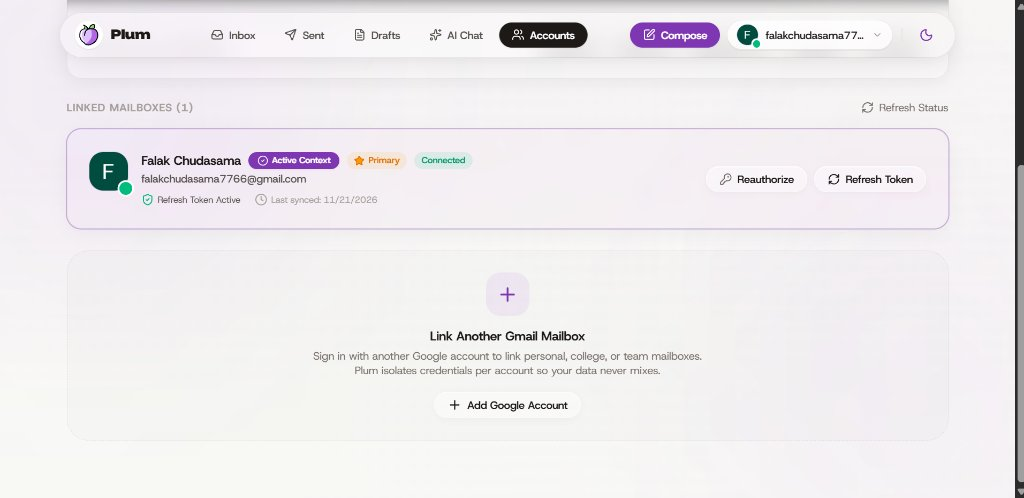 Plum
Inbox
Sent
Drafts
AI Chat
Accounts
Compose
F
falakchudasama77...
LINKED MAILBOXES (1)
Refresh Status
F
Falak Chudasama
Active Context
Primary
Connected
falakchudasama7766@gmail.com
Refresh Token Active
Last synced: 11/21/2026
Reauthorize
Refresh Token
Link Another Gmail Mailbox
Sign in with another Google account to link personal, college, or team mailboxes.
Plum isolates credentials per account so your data never mixes.
Add Google Account